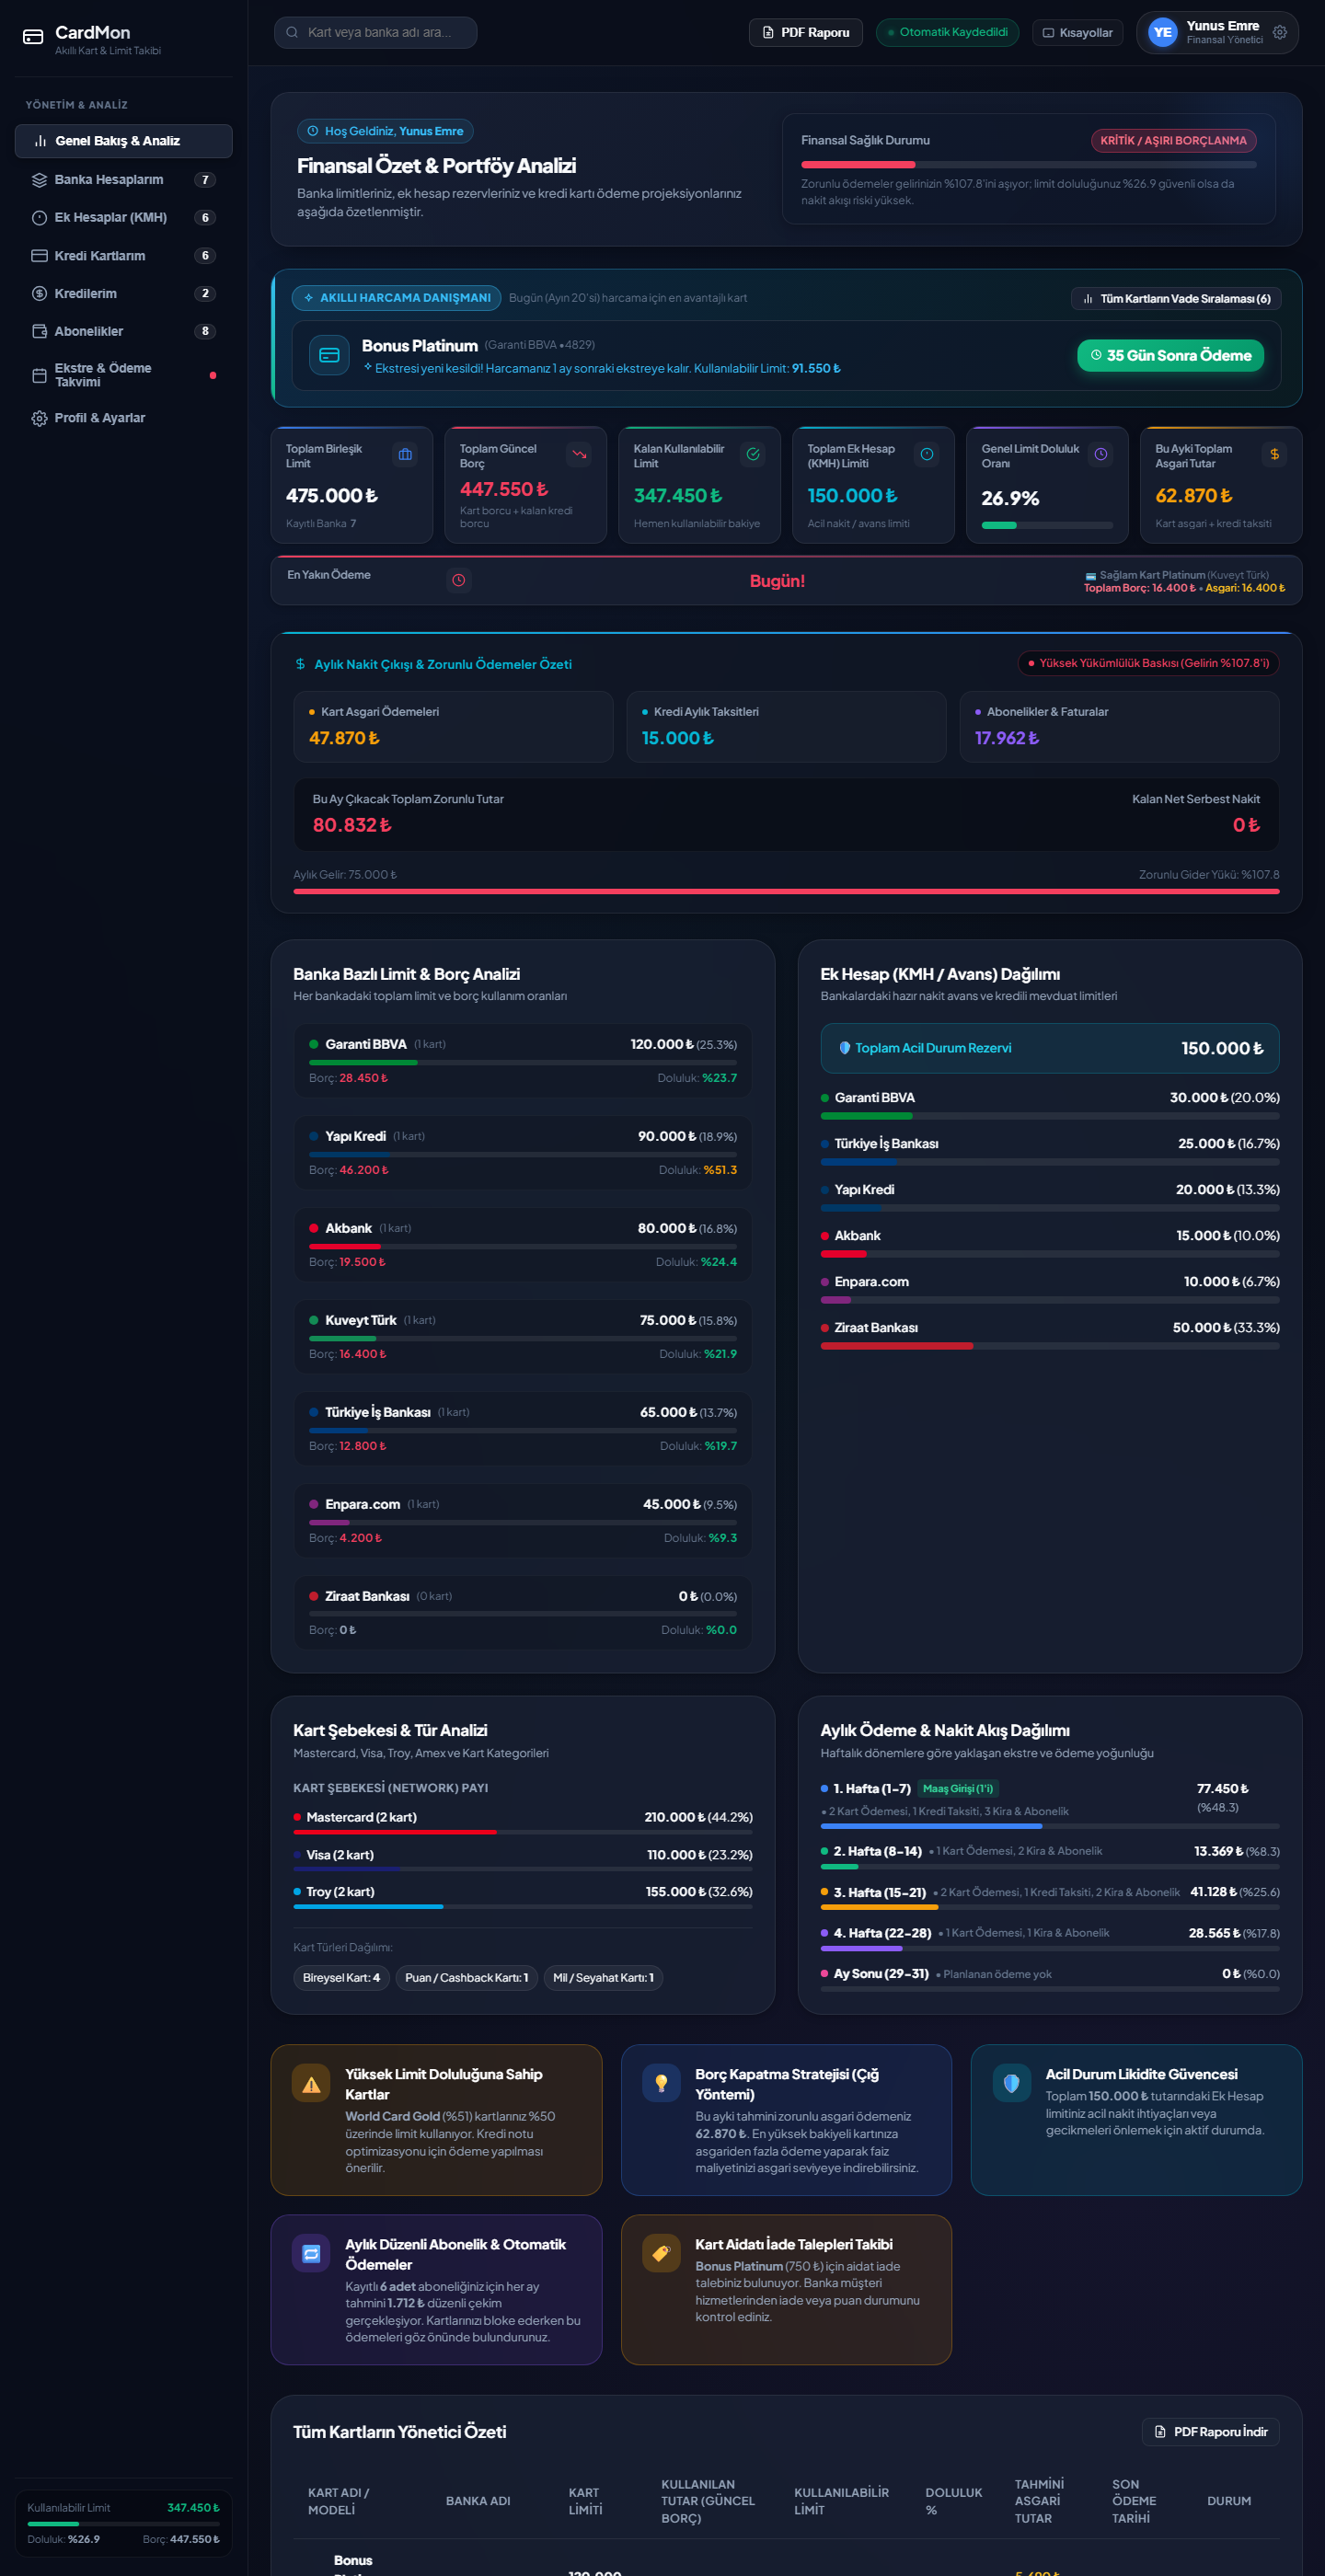 CardMon
Akıllı Kart & Limit Takibi
YÖNETİM & ANALİZ
Genel Bakış & Analiz
Banka Hesaplarım 7
Ek Hesaplar (KMH) 6
Kredi Kartlarım 6
Kredilerim 2
Abonelikler 8
Ekstre & Ödeme
Takvimi
Profil & Ayarlar
Kullanılabilir Limit 347.450 ₺
Doluluk: %26.9 Borç: 447.550 ₺
Kart veya banka adı ara...
PDF Raporu
Otomatik Kaydedildi
Kısayollar
YE
Yunus Emre
Finansal Yönetici
Hoş Geldiniz, Yunus Emre
Finansal Özet & Portföy Analizi
Banka limitleriniz, ek hesap rezervleriniz ve kredi kartı ödeme projeksiyonlarınız
aşağıda özetlenmiştir.
Finansal Sağlık Durumu
KRİTİK / AŞIRI BORÇLANMA
Zorunlu ödemeler gelirinizin %107.8'ini aşıyor; limit doluluğunuz %26.9 güvenli olsa da
nakit akışı riski yüksek.
AKILLI HARCAMA DANIŞMANI
Bugün (Ayın 20'si) harcama için en avantajlı kart
Tüm Kartların Vade Sıralaması (6)
Bonus Platinum (Garanti BBVA •4829)
Ekstresi yeni kesildi! Harcamanız 1 ay sonraki ekstreye kalır. Kullanılabilir Limit: 91.550 ₺
35 Gün Sonra Ödeme
Toplam Birleşik
Limit
475.000 ₺
Kayıtlı Banka 7
Toplam Güncel
Borç
447.550 ₺
Kart borcu + kalan kredi
borcu
Kalan Kullanılabilir
Limit
347.450 ₺
Hemen kullanılabilir bakiye
Toplam Ek Hesap
(KMH) Limiti
150.000 ₺
Acil nakit / avans limiti
Genel Limit Doluluk
Oranı
26.9%
Bu Ayki Toplam
Asgari Tutar
62.870 ₺
Kart asgari + kredi taksiti
En Yakın Ödeme
Bugün!
Sağlam Kart Platinum (Kuveyt Türk)
Toplam Borç: 16.400 ₺ • Asgari: 16.400 ₺
Aylık Nakit Çıkışı & Zorunlu Ödemeler Özeti
Yüksek Yükümlülük Baskısı (Gelirin %107.8'i)
Kart Asgari Ödemeleri
47.870 ₺
Kredi Aylık Taksitleri
15.000 ₺
Abonelikler & Faturalar
17.962 ₺
Bu Ay Çıkacak Toplam Zorunlu Tutar
80.832 ₺
Kalan Net Serbest Nakit
0 ₺
Aylık Gelir: 75.000 ₺
Zorunlu Gider Yükü: %107.8
Banka Bazlı Limit & Borç Analizi
Her bankadaki toplam limit ve borç kullanım oranları
Garanti BBVA (1 kart) 120.000 ₺ (25.3%)
Borç: 28.450 ₺ Doluluk: %23.7
Yapı Kredi (1 kart) 90.000 ₺ (18.9%)
Borç: 46.200 ₺ Doluluk: %51.3
Akbank (1 kart) 80.000 ₺ (16.8%)
Borç: 19.500 ₺ Doluluk: %24.4
Kuveyt Türk (1 kart) 75.000 ₺ (15.8%)
Borç: 16.400 ₺ Doluluk: %21.9
Türkiye İş Bankası (1 kart) 65.000 ₺ (13.7%)
Borç: 12.800 ₺ Doluluk: %19.7
Enpara.com (1 kart) 45.000 ₺ (9.5%)
Borç: 4.200 ₺ Doluluk: %9.3
Ziraat Bankası (0 kart) 0 ₺ (0.0%)
Borç: 0 ₺ Doluluk: %0.0
Ek Hesap (KMH / Avans) Dağılımı
Bankalardaki hazır nakit avans ve kredili mevduat limitleri
Toplam Acil Durum Rezervi 150.000 ₺
Garanti BBVA 30.000 ₺ (20.0%)
Türkiye İş Bankası 25.000 ₺ (16.7%)
Yapı Kredi 20.000 ₺ (13.3%)
Akbank 15.000 ₺ (10.0%)
Enpara.com 10.000 ₺ (6.7%)
Ziraat Bankası 50.000 ₺ (33.3%)
Kart Şebekesi & Tür Analizi
Mastercard, Visa, Troy, Amex ve Kart Kategorileri
KART ŞEBEKESİ (NETWORK) PAYI
Mastercard (2 kart) 210.000 ₺ (44.2%)
Visa (2 kart) 110.000 ₺ (23.2%)
Troy (2 kart) 155.000 ₺ (32.6%)
Kart Türleri Dağılımı:
Bireysel Kart: 4
Puan / Cashback Kartı: 1
Mil / Seyahat Kartı: 1
Aylık Ödeme & Nakit Akış Dağılımı
Haftalık dönemlere göre yaklaşan ekstre ve ödeme yoğunluğu
1. Hafta (1-7) Maaş Girişi (1'i) 77.450 ₺
(%48.3)
• 2 Kart Ödemesi, 1 Kredi Taksiti, 3 Kira & Abonelik
2. Hafta (8-14) • 1 Kart Ödemesi, 2 Kira & Abonelik 13.369 ₺ (%8.3)
3. Hafta (15-21) • 2 Kart Ödemesi, 1 Kredi Taksiti, 2 Kira & Abonelik 41.128 ₺ (%25.6)
4. Hafta (22-28) • 1 Kart Ödemesi, 1 Kira & Abonelik 28.565 ₺ (%17.8)
Ay Sonu (29-31) • Planlanan ödeme yok 0 ₺ (%0.0)
Yüksek Limit Doluluğuna Sahip
Kartlar
World Card Gold (%51) kartlarınız %50
üzerinde limit kullanıyor. Kredi notu
optimizasyonu için ödeme yapılması
önerilir.
Borç Kapatma Stratejisi (Çığ
Yöntemi)
Bu ayki tahmini zorunlu asgari ödemeniz
62.870 ₺. En yüksek bakiyeli kartınıza
asgariden fazla ödeme yaparak faiz
maliyetinizi asgari seviyeye indirebilirsiniz.
Acil Durum Likidite Güvencesi
Toplam 150.000 ₺ tutarındaki Ek Hesap
limitiniz acil nakit ihtiyaçları veya
gecikmeleri önlemek için aktif durumda.
Aylık Düzenli Abonelik & Otomatik
Ödemeler
Kayıtlı 6 adet aboneliğiniz için her ay
tahmini 1.712 ₺ düzenli çekim
gerçekleşiyor. Kartlarınızı bloke ederken bu
ödemeleri göz önünde bulundurunuz.
Kart Aidatı İade Talepleri Takibi
Bonus Platinum (750 ₺) için aidat iade
talebiniz bulunuyor. Banka müşteri
hizmetlerinden iade veya puan durumunu
kontrol ediniz.
Tüm Kartların Yönetici Özeti
PDF Raporu İndir
KART ADI /
MODELİ
BANKA ADI
KART
LİMİTİ
KULLANILAN
TUTAR (GÜNCEL
BORÇ)
KULLANILABİLİR
LİMİT
DOLULUK
%
TAHMİNİ
ASGARİ
TUTAR
SON
ÖDEME
TARİHİ
DURUM
Bonus